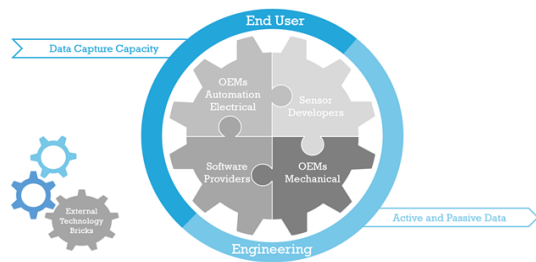 End User
Data Capture Capacity
OEMs
Automation
Electrical
Sensor
Developers
Software
Providers
OEMs
Mechanical
External
Technology
Bricks
Active and Passive Data
Engineering